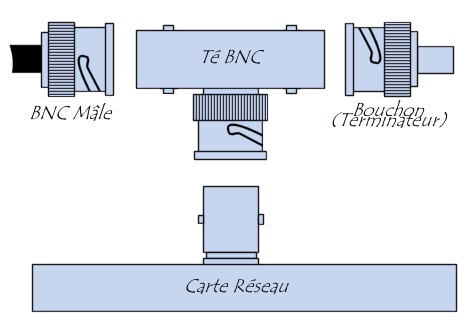 Té BNC
BNC Mâle
Bouchon
(Terminateur)
Carte Réseau